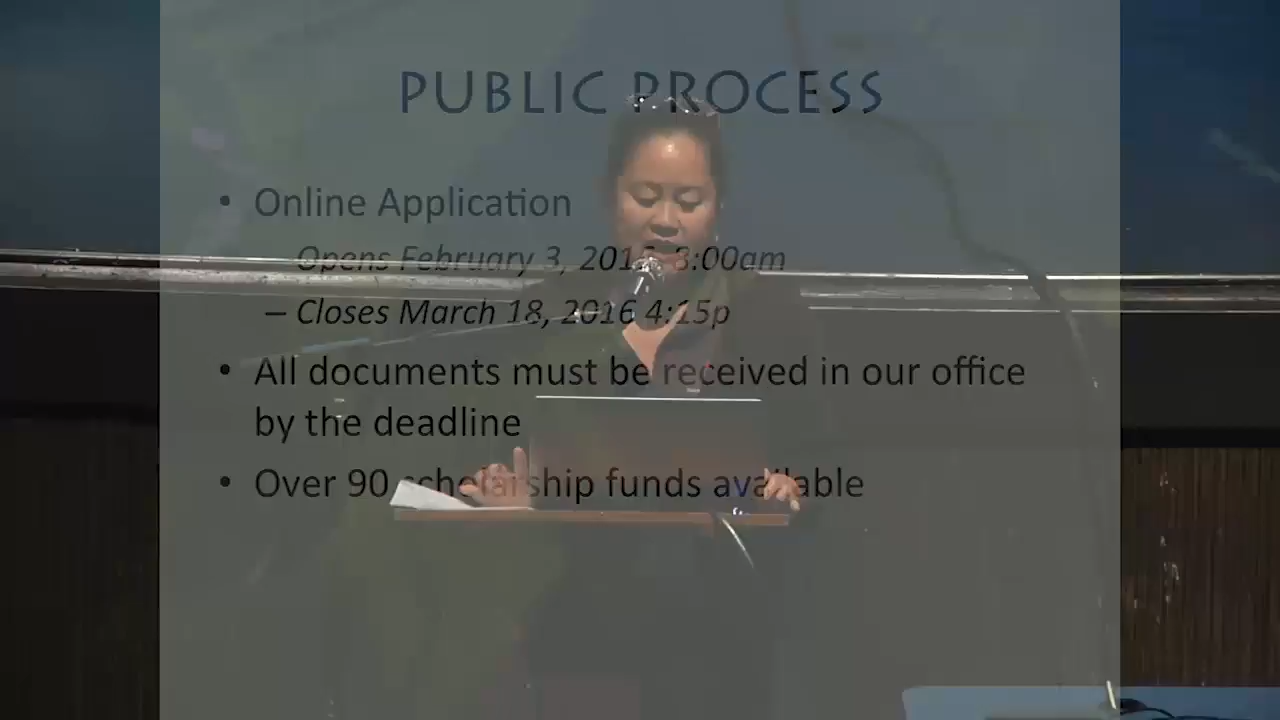 PUBLIC PROCESS
• Online Application
– Opens February 3, 2016 8:00am
– Closes March 18, 2016 4:15p
• All documents must be received in our office
by the deadline
• Over 90 scholarship funds available